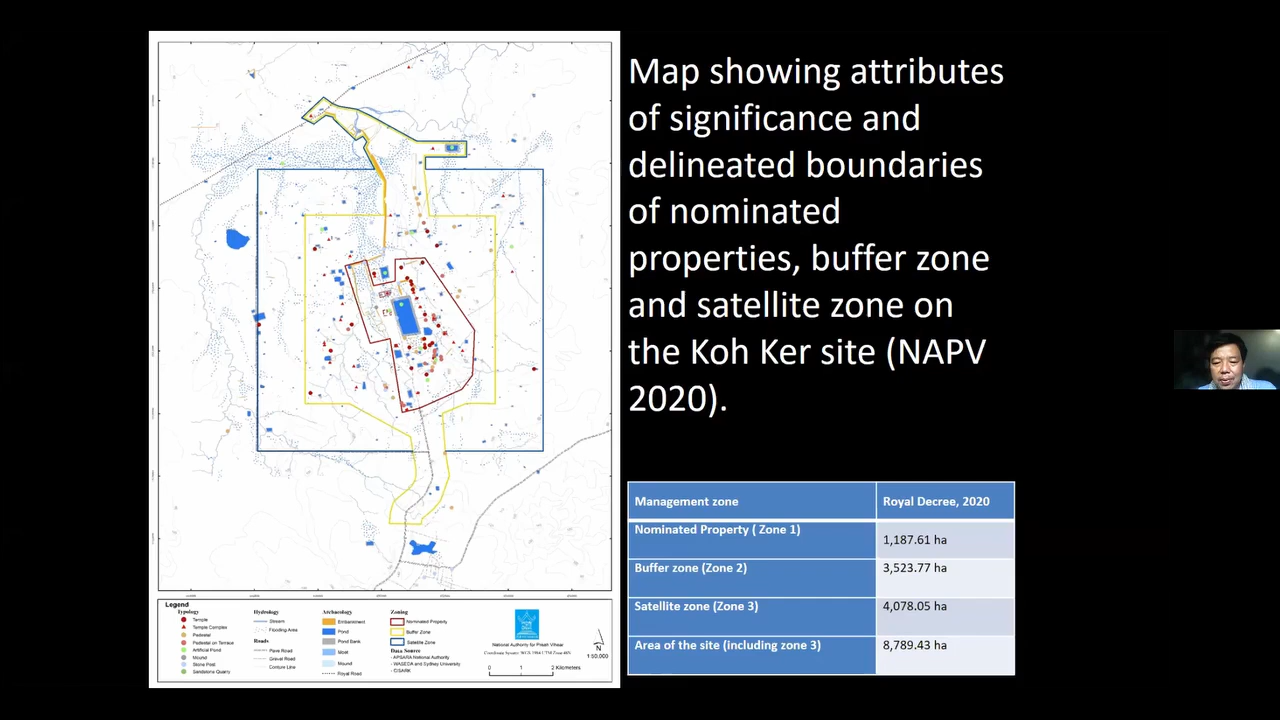 Map showing attributes
of significance and
delineated boundaries
of nominated
properties, buffer zone
and satellite zone on
the Koh Ker site (NAPV
2020).
Management zone
Royal Decree, 2020
Nominated Property ( Zone 1)
1,187.61 ha
Buffer zone (Zone 2)
3,523.77 ha
Satellite zone (Zone 3)
4,078.05 ha
Area of the site (including zone 3)
8,789.43 ha
Legend
Typology
Temple
Temple Complex
Pedestal
Pedestal on Terrace
Artificial Pond
Mound
Stone Post
Sandstone Quarry
Hydrology
Stream
Flooding Area
Roads
Pave Road
Gravel Road
Contour Line
Archaeology
Embankment
Pond
Pond Bank
Moat
Mound
Royal Road
Zoning
Nominated Property
Buffer Zone
Satellite Zone
Data Source
- APSARA National Authority
- WASEDA and Sydney University
- CISARK
National Authority for Preah Vihear
N
1:50,000
0 1 2 Kilometers